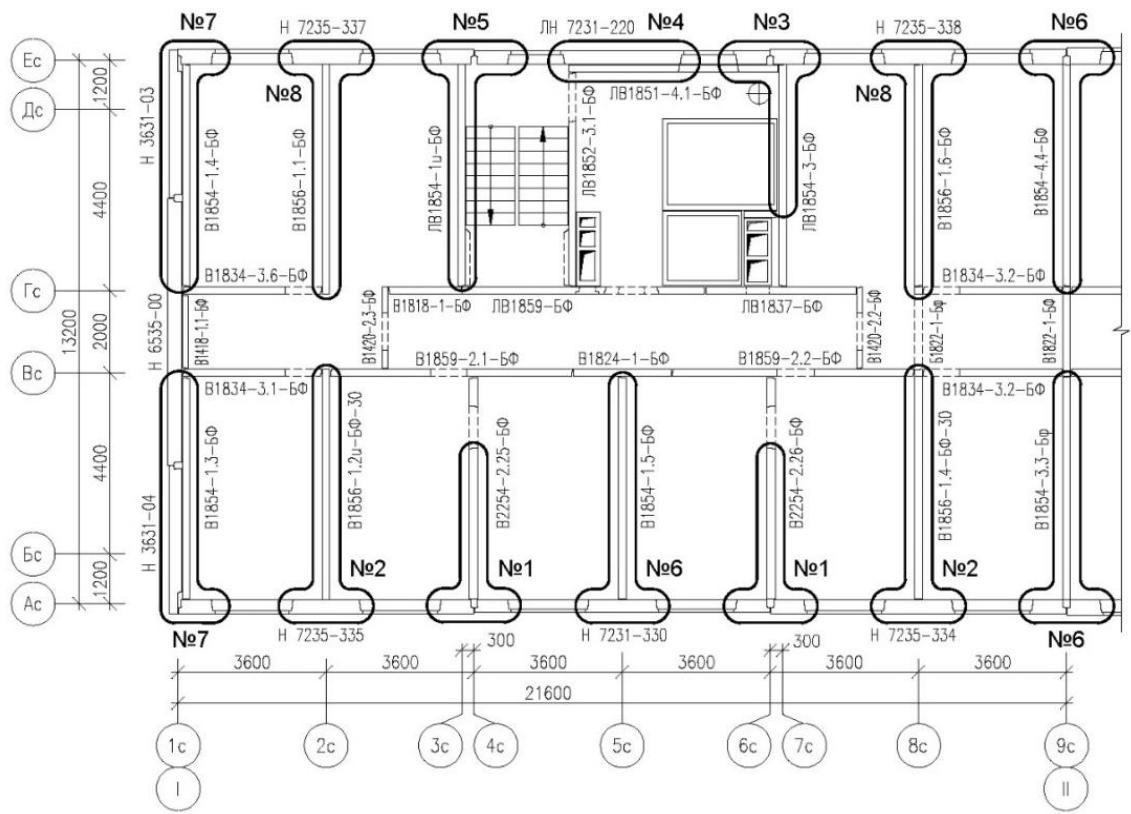 №7
Н 7235-337
№5
ЛН 7231-220
№4
№3
Н 7235-338
№6
Ес
Дс
Гс
Вс
Бс
Ас
1200
4400
2000
4400
1200
13200
Н 3631-03
Н 6535-00
Н 3631-04
№8
№8
В1854-1.4-БФ
В1856-1.1-БФ
ЛВ1854-1и-БФ
ЛВ1852-3.1-БФ
ЛВ1851-4.1-БФ
ЛВ1854-3-БФ
В1856-1.6-БФ
В1854-4.4-БФ
В1834-3.6-БФ
В1818-1-БФ
ЛВ1859-БФ
ЛВ1837-БФ
В1834-3.2-БФ
В1418-1.1-БФ
В1420-2.3-БФ
В1420-2.2-БФ
Б1822-1-Бф
В1822-1-БФ
В1834-3.1-БФ
В1859-2.1-БФ
В1824-1-БФ
В1859-2.2-БФ
В1834-3.2-БФ
В1854-1.3-БФ
В1856-1.2и-БФ-30
В2254-2.25-БФ
В1854-1.5-БФ
В2254-2.26-БФ
В1856-1.4-БФ-30
В1854-3.3-Бф
№2
№1
№6
№1
№2
№7
Н 7235-335
Н 7231-330
Н 7235-334
№6
300
300
3600
3600
3600
3600
3600
3600
21600
1с
2с
3с
4с
5с
6с
7с
8с
9с
I
II